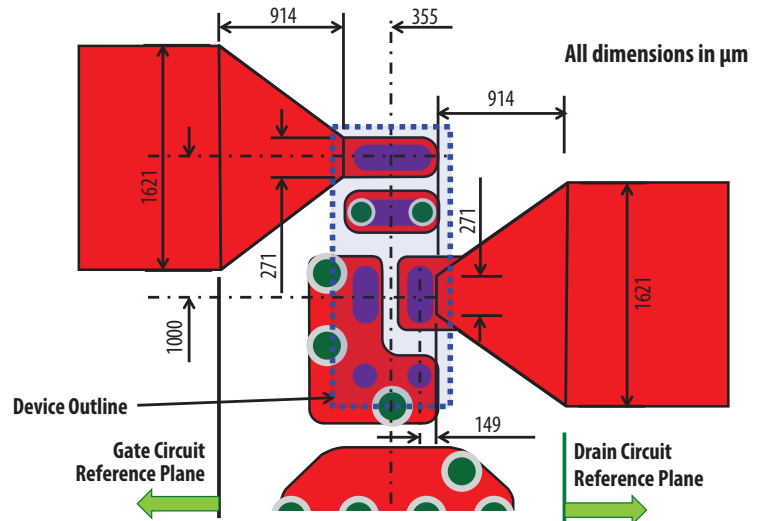 914
355
All dimensions in µm
914
1621
271
271
1621
1000
Device Outline
149
Gate Circuit
Reference Plane
Drain Circuit
Reference Plane